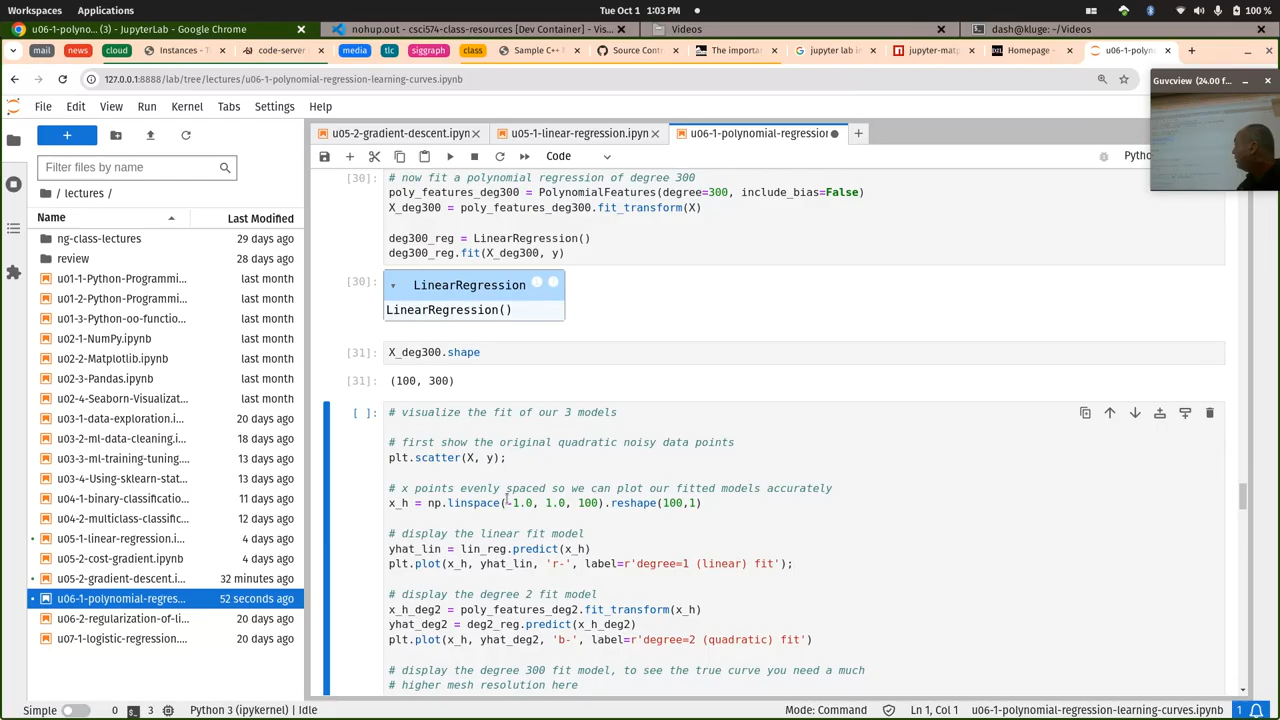 Workspaces Applications Tue Oct 1 1:03 PM 100 %
u06-1-polyno... (3) - JupyterLab - Google Chrome
nohup.out - csci574-class-resources [Dev Container] - Vis...
Videos
dash@kluge: ~/Videos
mail news cloud Instances - T code-server media tlc siggraph class Sample C++ M Source Contr The importan jupyter lab in jupyter-mat Homepage - u06-1-polyno
127.0.0.1:8888/lab/tree/lectures/u06-1-polynomial-regression-learning-curves.ipynb
Guvcview (24.00 f...
File Edit View Run Kernel Tabs Settings Help
u05-2-gradient-descent.ipyn
u05-1-linear-regression.ipyn
u06-1-polynomial-regression
Filter files by name
Code
Pytho
/ lectures /
Name Last Modified
ng-class-lectures 29 days ago
review 28 days ago
u01-1-Python-Programmi... last month
u01-2-Python-Programmi... last month
u01-3-Python-oo-functio... last month
u02-1-NumPy.ipynb last month
u02-2-Matplotlib.ipynb last month
u02-3-Pandas.ipynb last month
u02-4-Seaborn-Visualizat... last month
u03-1-data-exploration.i... 20 days ago
u03-2-ml-data-cleaning.i... 18 days ago
u03-3-ml-training-tuning.... 13 days ago
u03-4-Using-sklearn-stat... 13 days ago
u04-1-binary-classificatio... 11 days ago
u04-2-multiclass-classific... 12 days ago
u05-1-linear-regression.i... 4 days ago
u05-2-cost-gradient.ipynb 4 days ago
u05-2-gradient-descent.i... 32 minutes ago
u06-1-polynomial-regres... 52 seconds ago
u06-2-regularization-of-li... 20 days ago
u07-1-logistic-regression.... 20 days ago
[30]: # now fit a polynomial regression of degree 300
poly_features_deg300 = PolynomialFeatures(degree=300, include_bias=False)
X_deg300 = poly_features_deg300.fit_transform(X)
deg300_reg = LinearRegression()
deg300_reg.fit(X_deg300, y)
[30]: LinearRegression
LinearRegression()
[31]: X_deg300.shape
[31]: (100, 300)
[ ]: # visualize the fit of our 3 models
# first show the original quadratic noisy data points
plt.scatter(X, y);
# x points evenly spaced so we can plot our fitted models accurately
x_h = np.linspace(-1.0, 1.0, 100).reshape(100,1)
# display the linear fit model
yhat_lin = lin_reg.predict(x_h)
plt.plot(x_h, yhat_lin, 'r-', label=r'degree=1 (linear) fit');
# display the degree 2 fit model
x_h_deg2 = poly_features_deg2.fit_transform(x_h)
yhat_deg2 = deg2_reg.predict(x_h_deg2)
plt.plot(x_h, yhat_deg2, 'b-', label=r'degree=2 (quadratic) fit')
# display the degree 300 fit model, to see the true curve you need a much
# higher mesh resolution here
Simple 0 3 Python 3 (ipykernel) | Idle Mode: Command Ln 1, Col 1 u06-1-polynomial-regression-learning-curves.ipynb 1